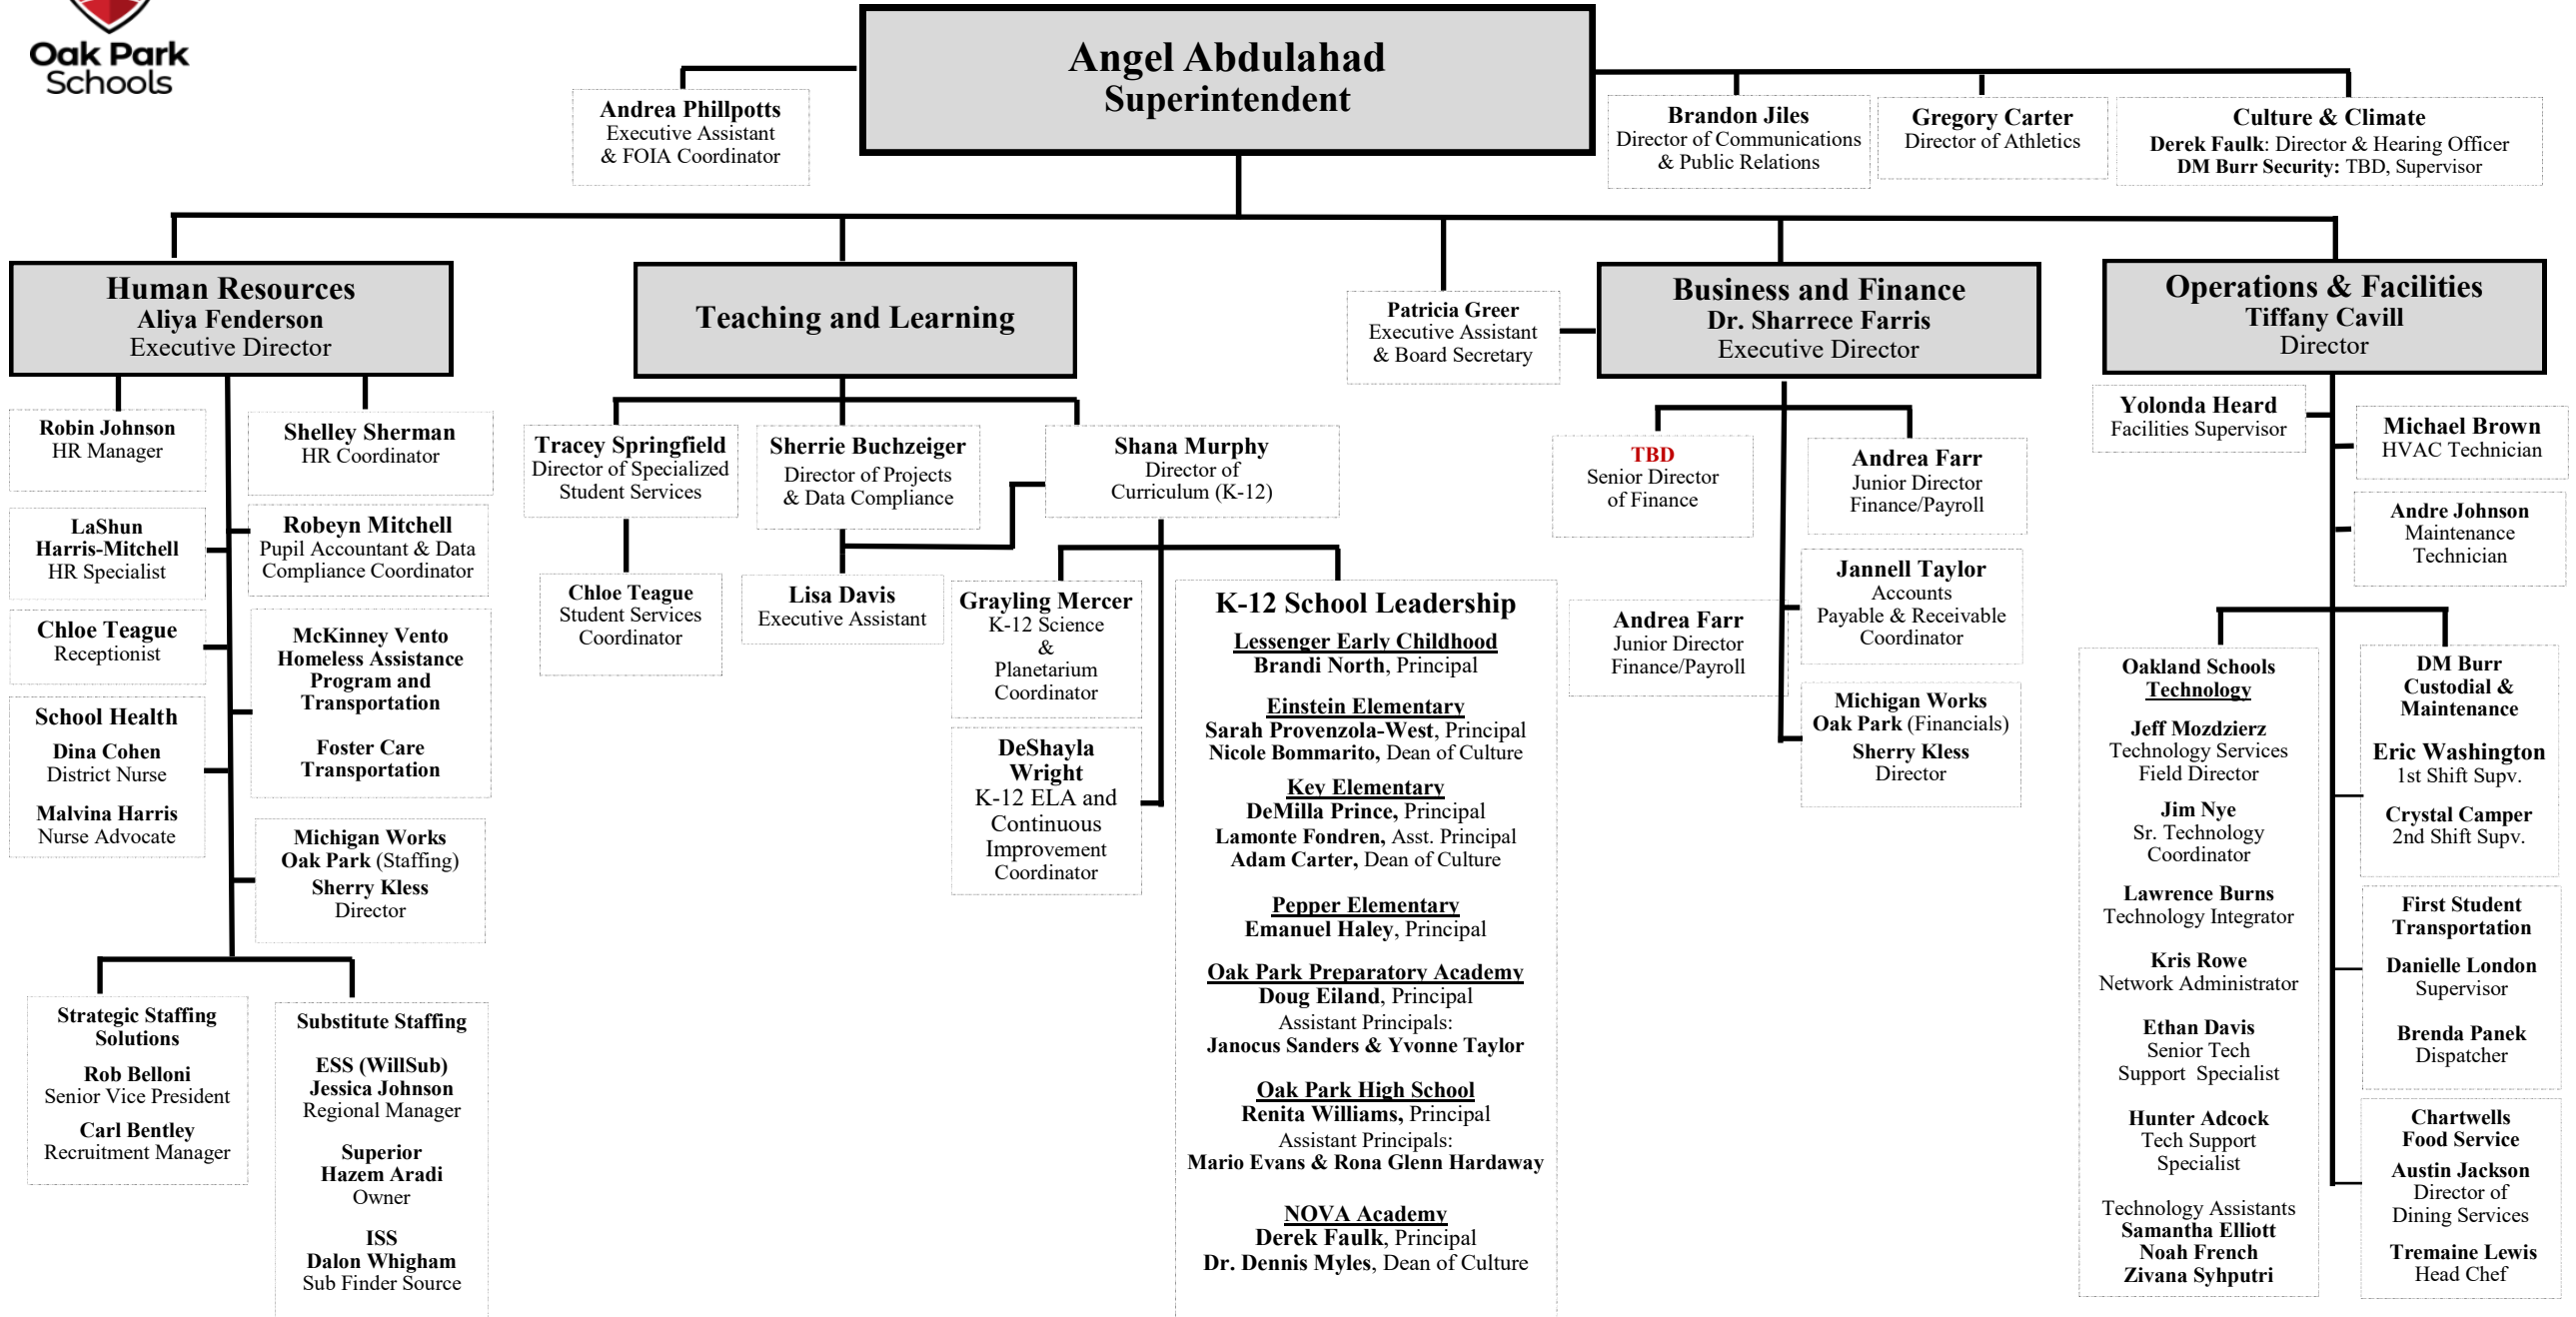 Oak Park
Schools
Angel Abdulahad
Superintendent
Andrea Phillpotts
Executive Assistant
& FOIA Coordinator
Brandon Jiles
Director of Communications
& Public Relations
Gregory Carter
Director of Athletics
Culture & Climate
Derek Faulk: Director & Hearing Officer
DM Burr Security: TBD, Supervisor
Human Resources
Aliya Fenderson
Executive Director
Robin Johnson
HR Manager
Shelley Sherman
HR Coordinator
LaShun
Harris-Mitchell
HR Specialist
Robeyn Mitchell
Pupil Accountant & Data
Compliance Coordinator
Chloe Teague
Receptionist
McKinney Vento
Homeless Assistance
Program and
Transportation
Foster Care
Transportation
School Health
Dina Cohen
District Nurse
Malvina Harris
Nurse Advocate
Michigan Works
Oak Park (Staffing)
Sherry Kless
Director
Strategic Staffing
Solutions
Rob Belloni
Senior Vice President
Carl Bentley
Recruitment Manager
Substitute Staffing
ESS (WillSub)
Jessica Johnson
Regional Manager
Superior
Hazem Aradi
Owner
ISS
Dalon Whigham
Sub Finder Source
Teaching and Learning
Tracey Springfield
Director of Specialized
Student Services
Chloe Teague
Student Services
Coordinator
Sherrie Buchzeiger
Director of Projects
& Data Compliance
Lisa Davis
Executive Assistant
Shana Murphy
Director of
Curriculum (K-12)
Grayling Mercer
K-12 Science
&
Planetarium
Coordinator
DeShayla
Wright
K-12 ELA and
Continuous
Improvement
Coordinator
K-12 School Leadership
Lessenger Early Childhood
Brandi North, Principal
Einstein Elementary
Sarah Provenzola-West, Principal
Nicole Bommarito, Dean of Culture
Key Elementary
DeMilla Prince, Principal
Lamonte Fondren, Asst. Principal
Adam Carter, Dean of Culture
Pepper Elementary
Emanuel Haley, Principal
Oak Park Preparatory Academy
Doug Eiland, Principal
Assistant Principals:
Janocus Sanders & Yvonne Taylor
Oak Park High School
Renita Williams, Principal
Assistant Principals:
Mario Evans & Rona Glenn Hardaway
NOVA Academy
Derek Faulk, Principal
Dr. Dennis Myles, Dean of Culture
Patricia Greer
Executive Assistant
& Board Secretary
Business and Finance
Dr. Sharrece Farris
Executive Director
TBD
Senior Director
of Finance
Andrea Farr
Junior Director
Finance/Payroll
Jannell Taylor
Accounts
Payable & Receivable
Coordinator
Andrea Farr
Junior Director
Finance/Payroll
Michigan Works
Oak Park (Financials)
Sherry Kless
Director
Operations & Facilities
Tiffany Cavill
Director
Yolonda Heard
Facilities Supervisor
Michael Brown
HVAC Technician
Andre Johnson
Maintenance
Technician
Oakland Schools
Technology
Jeff Mozdzierz
Technology Services
Field Director
Jim Nye
Sr. Technology
Coordinator
Lawrence Burns
Technology Integrator
Kris Rowe
Network Administrator
Ethan Davis
Senior Tech
Support Specialist
Hunter Adcock
Tech Support
Specialist
Technology Assistants
Samantha Elliott
Noah French
Zivana Syhputri
DM Burr
Custodial &
Maintenance
Eric Washington
1st Shift Supv.
Crystal Camper
2nd Shift Supv.
First Student
Transportation
Danielle London
Supervisor
Brenda Panek
Dispatcher
Chartwells
Food Service
Austin Jackson
Director of
Dining Services
Tremaine Lewis
Head Chef